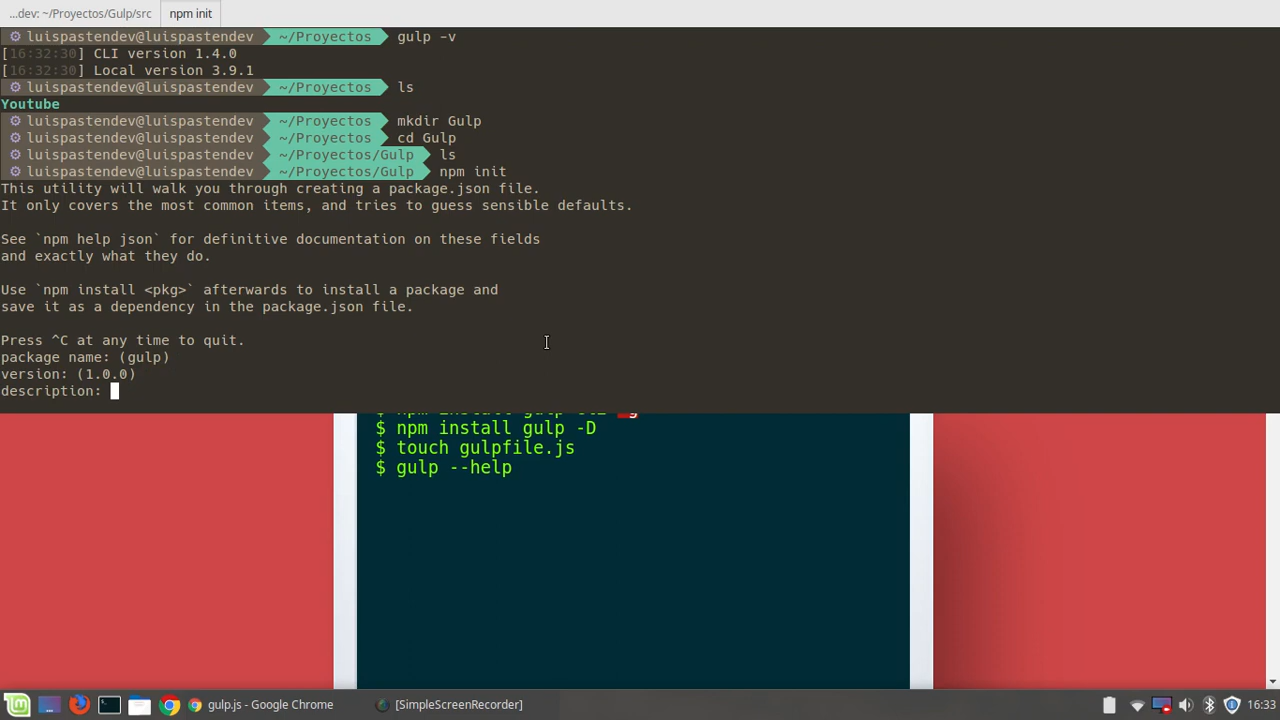 ...dev: ~/Proyectos/Gulp/src
npm init
luispastendev@luispastendev ~/Proyectos gulp -v
[16:32:30] CLI version 1.4.0
[16:32:30] Local version 3.9.1
luispastendev@luispastendev ~/Proyectos ls
Youtube
luispastendev@luispastendev ~/Proyectos mkdir Gulp
luispastendev@luispastendev ~/Proyectos cd Gulp
luispastendev@luispastendev ~/Proyectos/Gulp ls
luispastendev@luispastendev ~/Proyectos/Gulp npm init
This utility will walk you through creating a package.json file.
It only covers the most common items, and tries to guess sensible defaults.
See `npm help json` for definitive documentation on these fields
and exactly what they do.
Use `npm install <pkg>` afterwards to install a package and
save it as a dependency in the package.json file.
Press ^C at any time to quit.
package name: (gulp)
version: (1.0.0)
description:
$ npm install gulp -D
$ touch gulpfile.js
$ gulp --help
gulp.js - Google Chrome
[SimpleScreenRecorder]
16:33